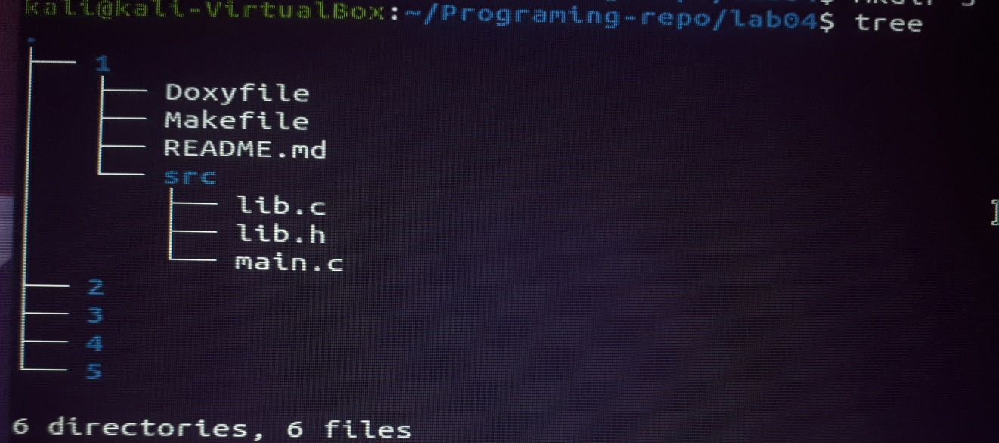 kali@kali-VirtualBox:~/Programing-repo/lab04$ tree
.
├── 1
│   ├── Doxyfile
│   ├── Makefile
│   ├── README.md
│   └── src
│       ├── lib.c
│       ├── lib.h
│       └── main.c
├── 2
├── 3
├── 4
└── 5
6 directories, 6 files